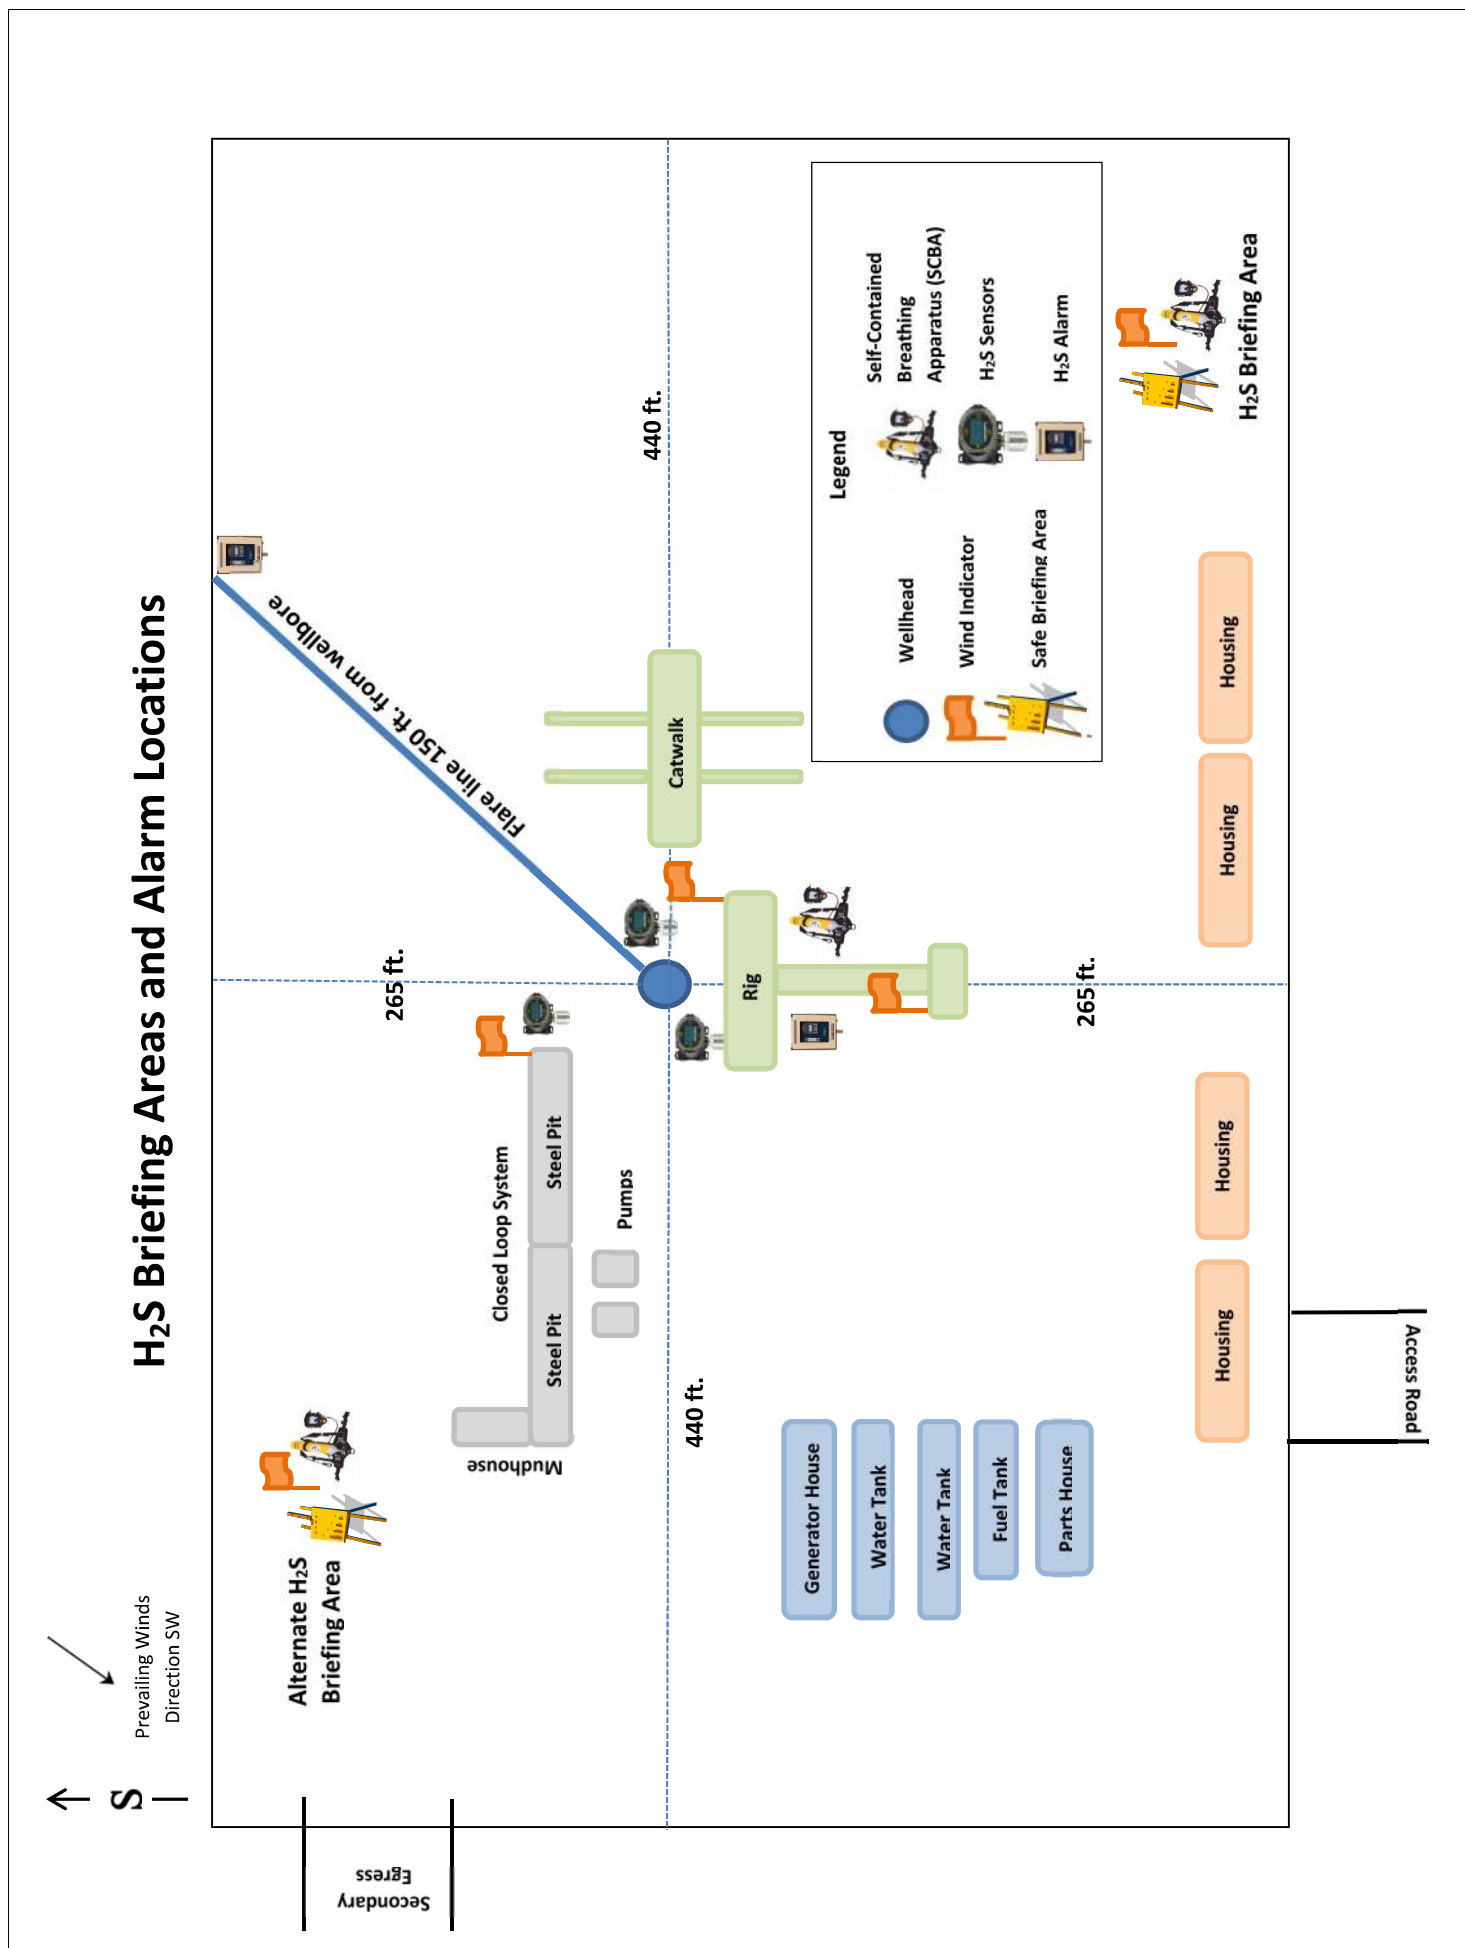 H₂S Briefing Areas and Alarm Locations
S
Prevailing Winds
Direction SW
Secondary
Egress
Alternate H₂S
Briefing Area
Mudhouse
Closed Loop System
Steel Pit
Steel Pit
Pumps
265 ft.
Flare line 150 ft. from wellbore
440 ft.
440 ft.
Catwalk
Rig
265 ft.
Generator House
Water Tank
Water Tank
Fuel Tank
Parts House
Legend
Wellhead
Wind Indicator
Safe Briefing Area
Self-Contained
Breathing
Apparatus (SCBA)
H₂S Sensors
H₂S Alarm
H₂S Briefing Area
Housing
Housing
Housing
Housing
Access Road